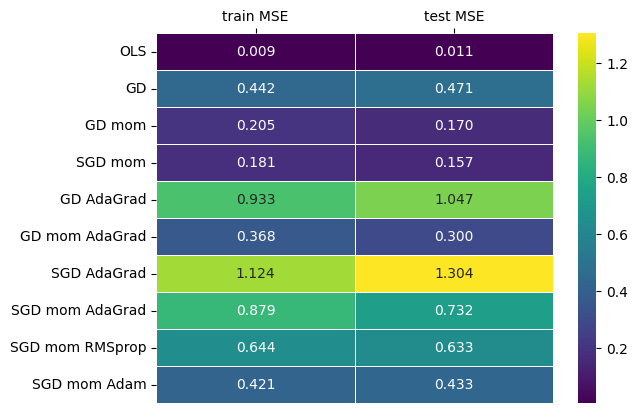 train MSE test MSE
OLS 0.009 0.011
GD 0.442 0.471
GD mom 0.205 0.170
SGD mom 0.181 0.157
GD AdaGrad 0.933 1.047
GD mom AdaGrad 0.368 0.300
SGD AdaGrad 1.124 1.304
SGD mom AdaGrad 0.879 0.732
SGD mom RMSprop 0.644 0.633
SGD mom Adam 0.421 0.433
1.2
1.0
0.8
0.6
0.4
0.2